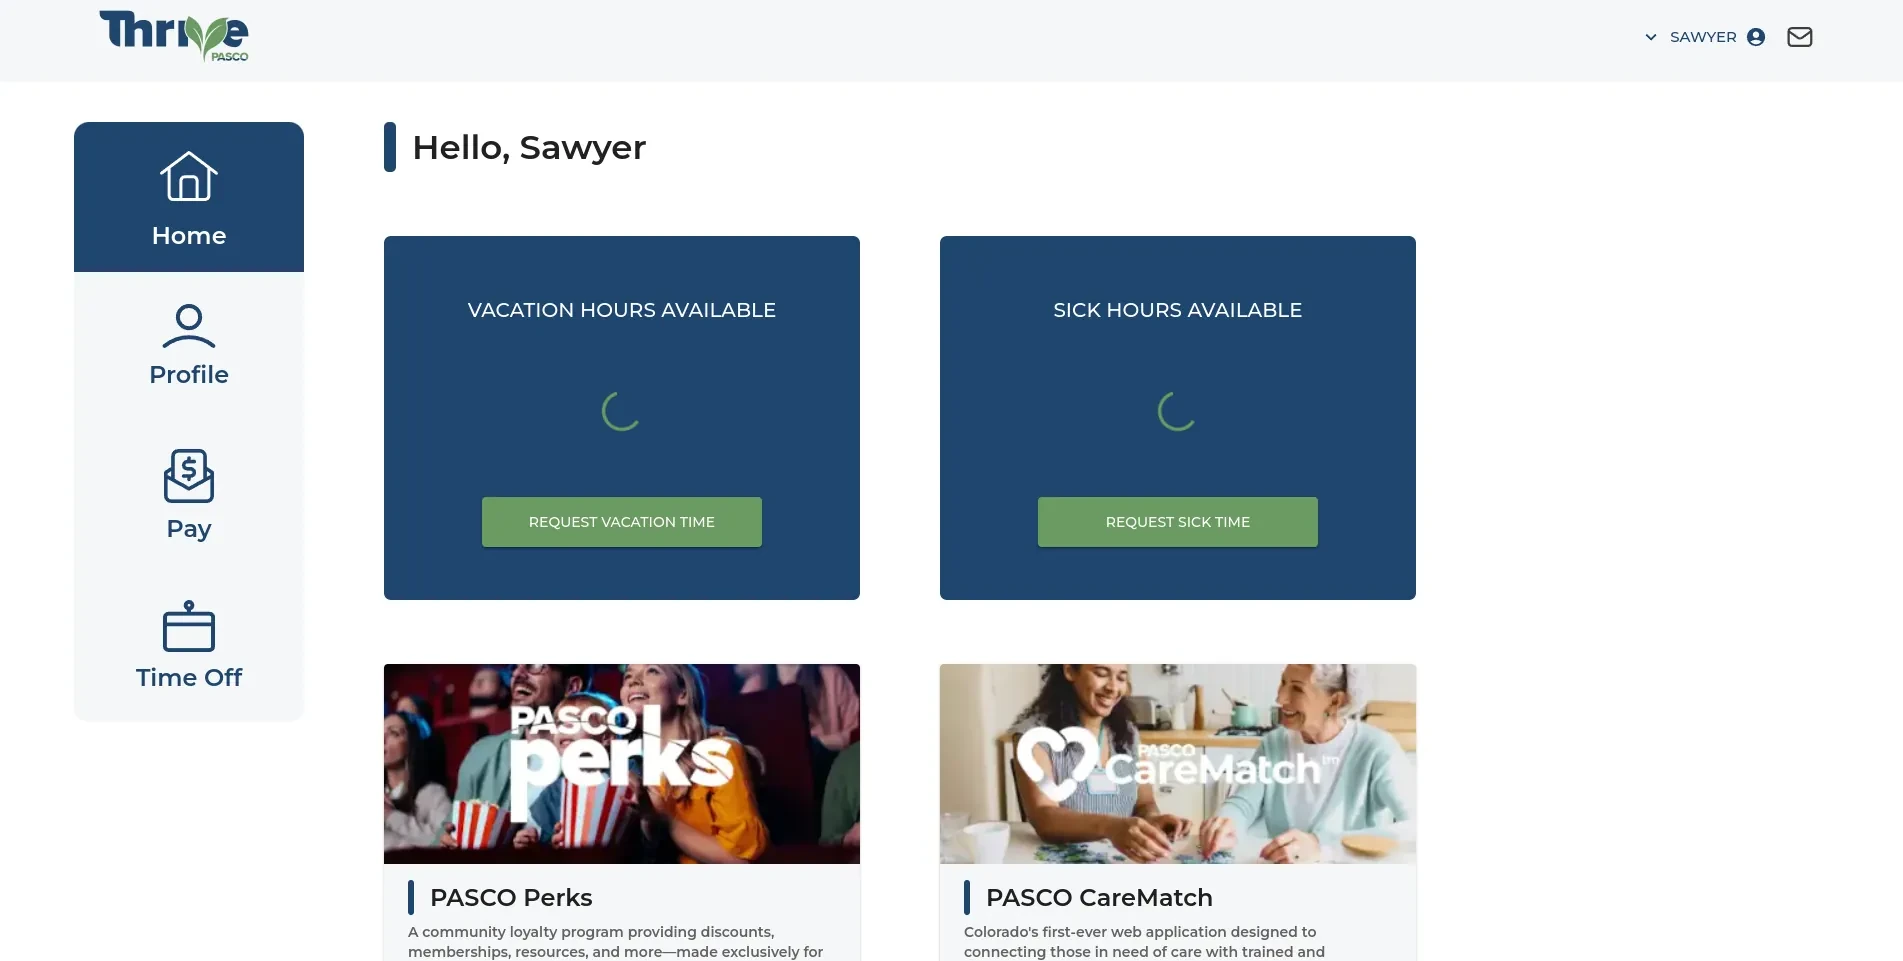 Thrive
PASCO
SAWYER
Home
Profile
Pay
Time Off
Hello, Sawyer
VACATION HOURS AVAILABLE
REQUEST VACATION TIME
SICK HOURS AVAILABLE
REQUEST SICK TIME
PASCO
perks
PASCO Perks
A community loyalty program providing discounts,
memberships, resources, and more—made exclusively for
PASCO
CareMatch™
PASCO CareMatch
Colorado's first-ever web application designed to
connecting those in need of care with trained and